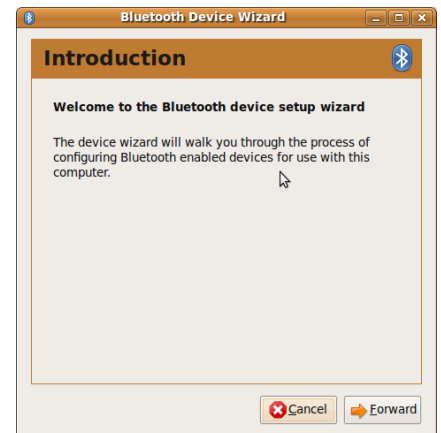 Bluetooth Device Wizard
Introduction
Welcome to the Bluetooth device setup wizard
The device wizard will walk you through the process of
configuring Bluetooth enabled devices for use with this
computer.
Cancel
Forward